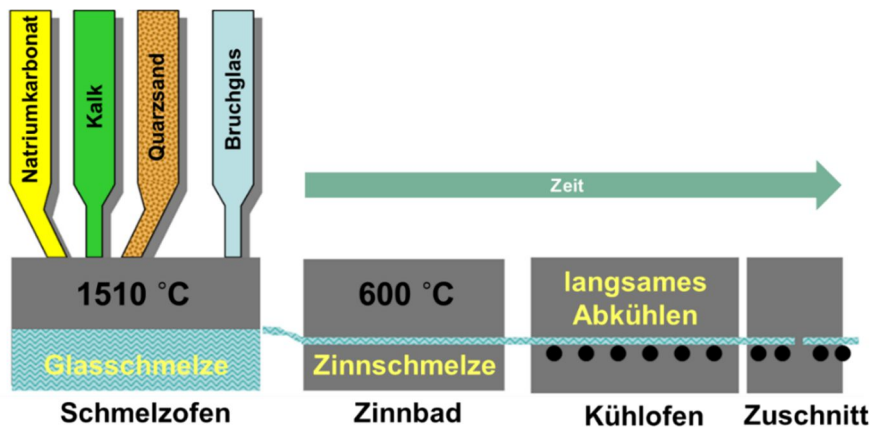 Natriumkarbonat
Kalk
Quarzsand
Bruchglas
Zeit
1510 °C
600 °C
langsames
Abkühlen
Glasschmelze
Zinnschmelze
Schmelzofen
Zinnbad
Kühlofen
Zuschnitt